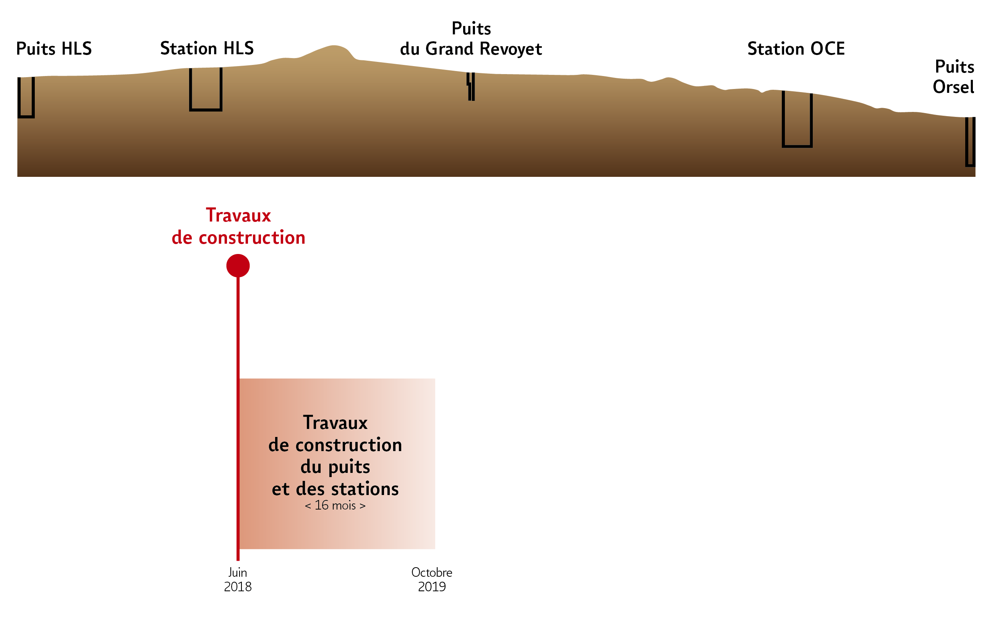 Puits HLS
Station HLS
Puits
du Grand Revoyet
Station OCE
Puits
Orsel
Travaux
de construction
Travaux
de construction
du puits
et des stations
< 16 mois >
Juin
2018
Octobre
2019